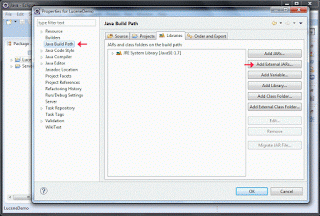 Properties for LuceneDemo
type filter text
Java Build Path
Resource
Builders
Java Build Path
Java Code Style
Java Compiler
Java Editor
Javadoc Location
Project Facets
Project References
Refactoring History
Run/Debug Settings
Server
Task Repository
Task Tags
Validation
WikiText
Source
Projects
Libraries
Order and Export
JARs and class folders on the build path:
JRE System Library
Add JARs...
Add External JARs...
Add Variable...
Add Library...
Add Class Folder...
Add External Class Folder...
Edit...
Remove
Migrate JAR File...
OK
Cancel
LuceneDemo